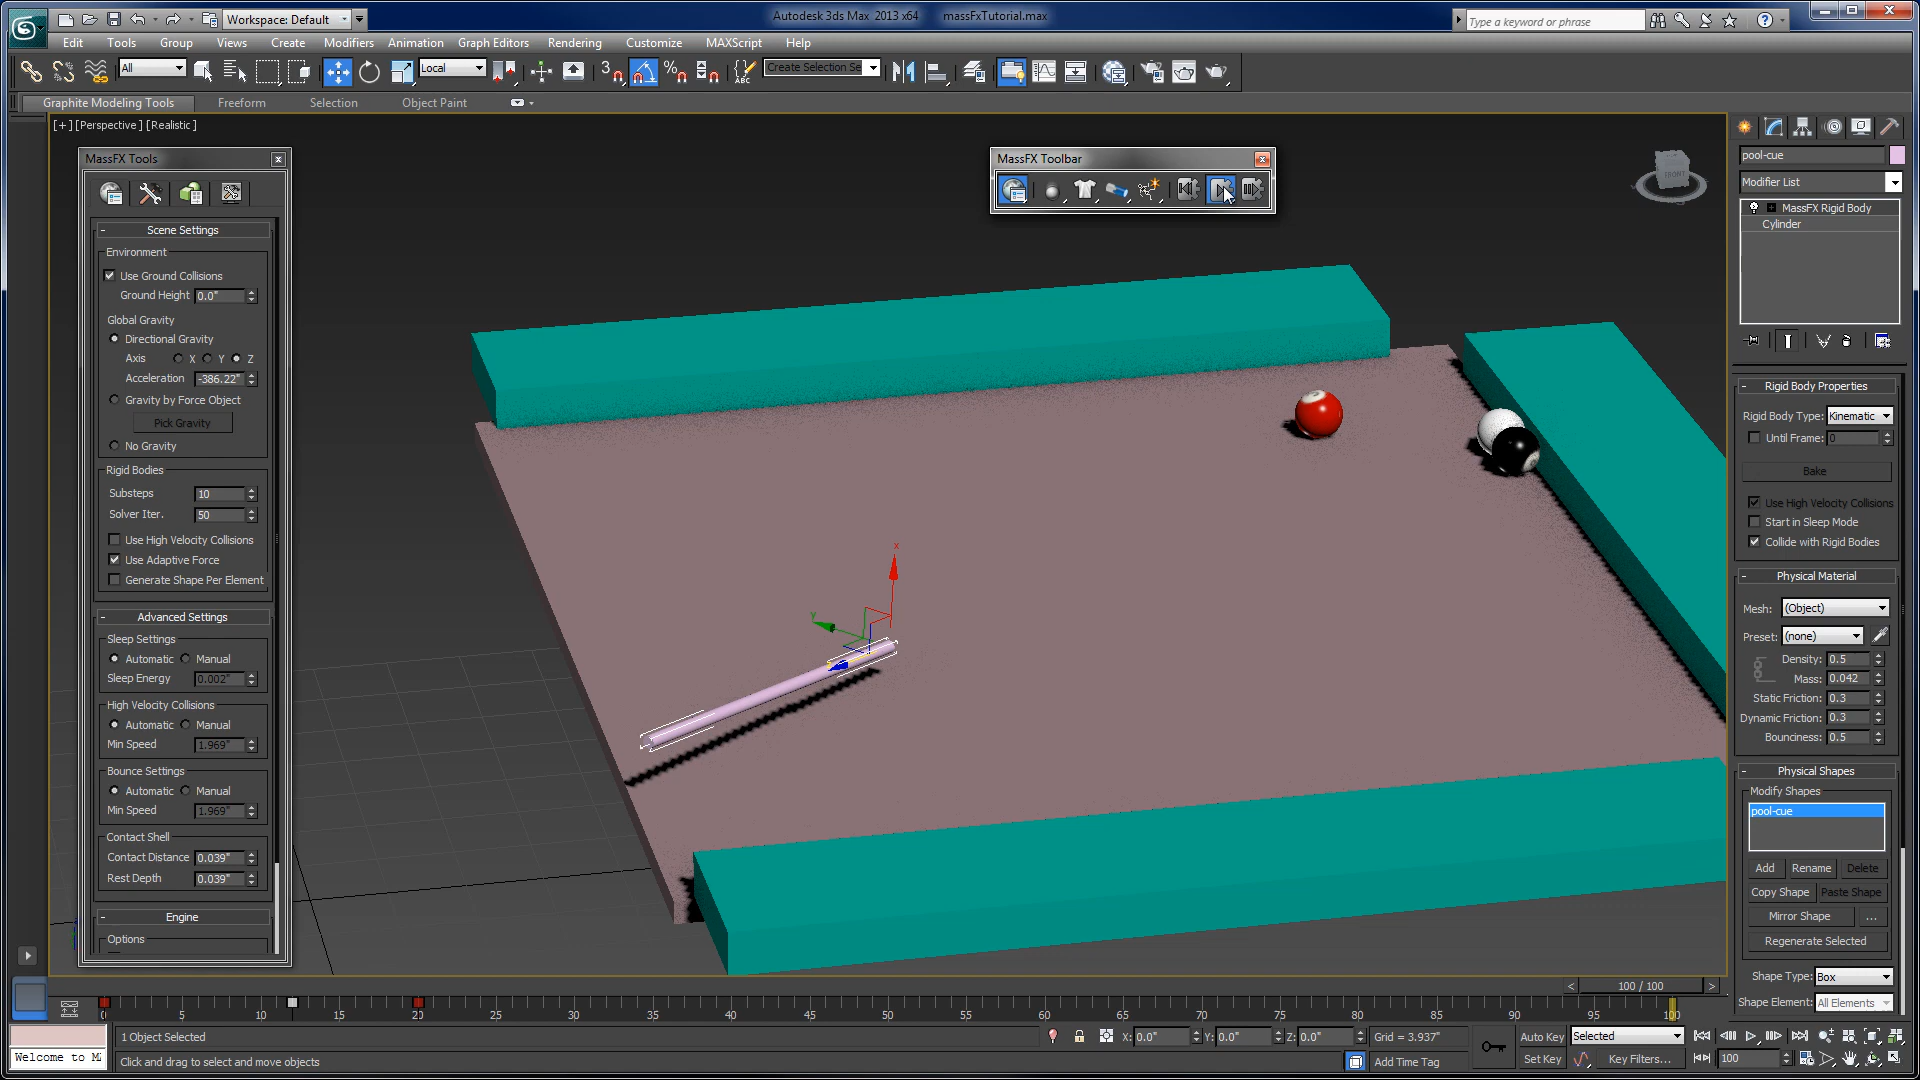 Workspace: Default
Autodesk 3ds Max 2013 x64 massFxTutorial.max
Type a keyword or phrase
Edit Tools Group Views Create Modifiers Animation Graph Editors Rendering Customize MAXScript Help
All Local Create Selection Se
Graphite Modeling Tools Freeform Selection Object Paint
[+] [Perspective] [Realistic]
MassFX Tools
Scene Settings
Environment
Use Ground Collisions
Ground Height 0.0"
Global Gravity
Directional Gravity
Axis X Y Z
Acceleration -386.22"
Gravity by Force Object
Pick Gravity
No Gravity
Rigid Bodies
Substeps 10
Solver Iter. 50
Use High Velocity Collisions
Use Adaptive Force
Generate Shape Per Element
Advanced Settings
Sleep Settings
Automatic Manual
Sleep Energy 0.002"
High Velocity Collisions
Automatic Manual
Min Speed 1.969"
Bounce Settings
Automatic Manual
Min Speed 1.969"
Contact Shell
Contact Distance 0.039"
Rest Depth 0.039"
Engine
Options
MassFX Toolbar
FRONT
x
y
pool-cue
Modifier List
MassFX Rigid Body
Cylinder
Rigid Body Properties
Rigid Body Type: Kinematic
Until Frame: 0
Bake
Use High Velocity Collisions
Start in Sleep Mode
Collide with Rigid Bodies
Physical Material
Mesh: (Object)
Preset: (none)
Density: 0.5
Mass: 0.042
Static Friction: 0.3
Dynamic Friction: 0.3
Bounciness: 0.5
Physical Shapes
Modify Shapes
pool-cue
Add Rename Delete
Copy Shape Paste Shape
Mirror Shape ...
Regenerate Selected
Shape Type: Box
Shape Element: All Elements
< 100 / 100 >
0 5 10 15 20 25 30 35 40 45 50 55 60 65 70 75 80 85 90 95 100
1 Object Selected
X: 0.0" Y: 0.0" Z: 0.0" Grid = 3.937"
Auto Key Selected
Welcome to M
Click and drag to select and move objects
Add Time Tag
Set Key Key Filters... 100